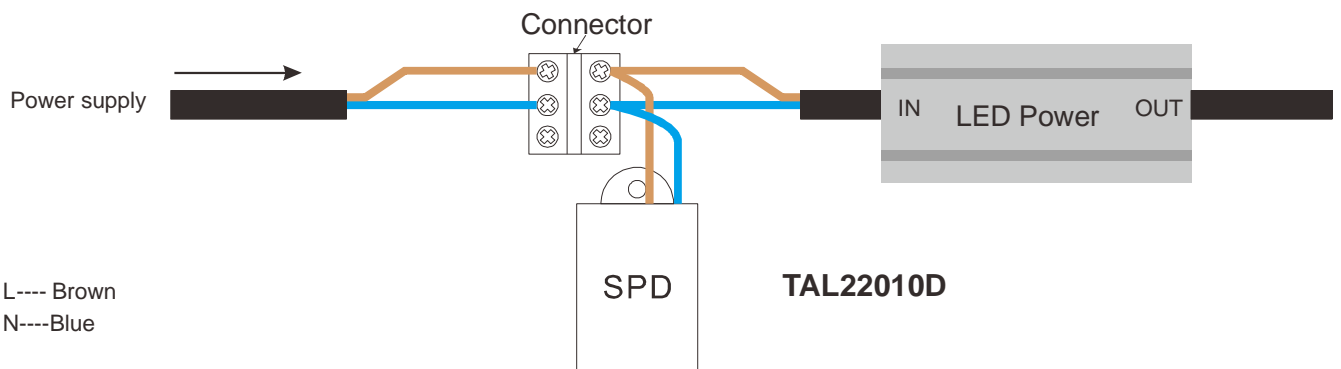 Connector
Power supply
IN
LED Power
OUT
SPD
TAL22010D
L---- Brown
N----Blue